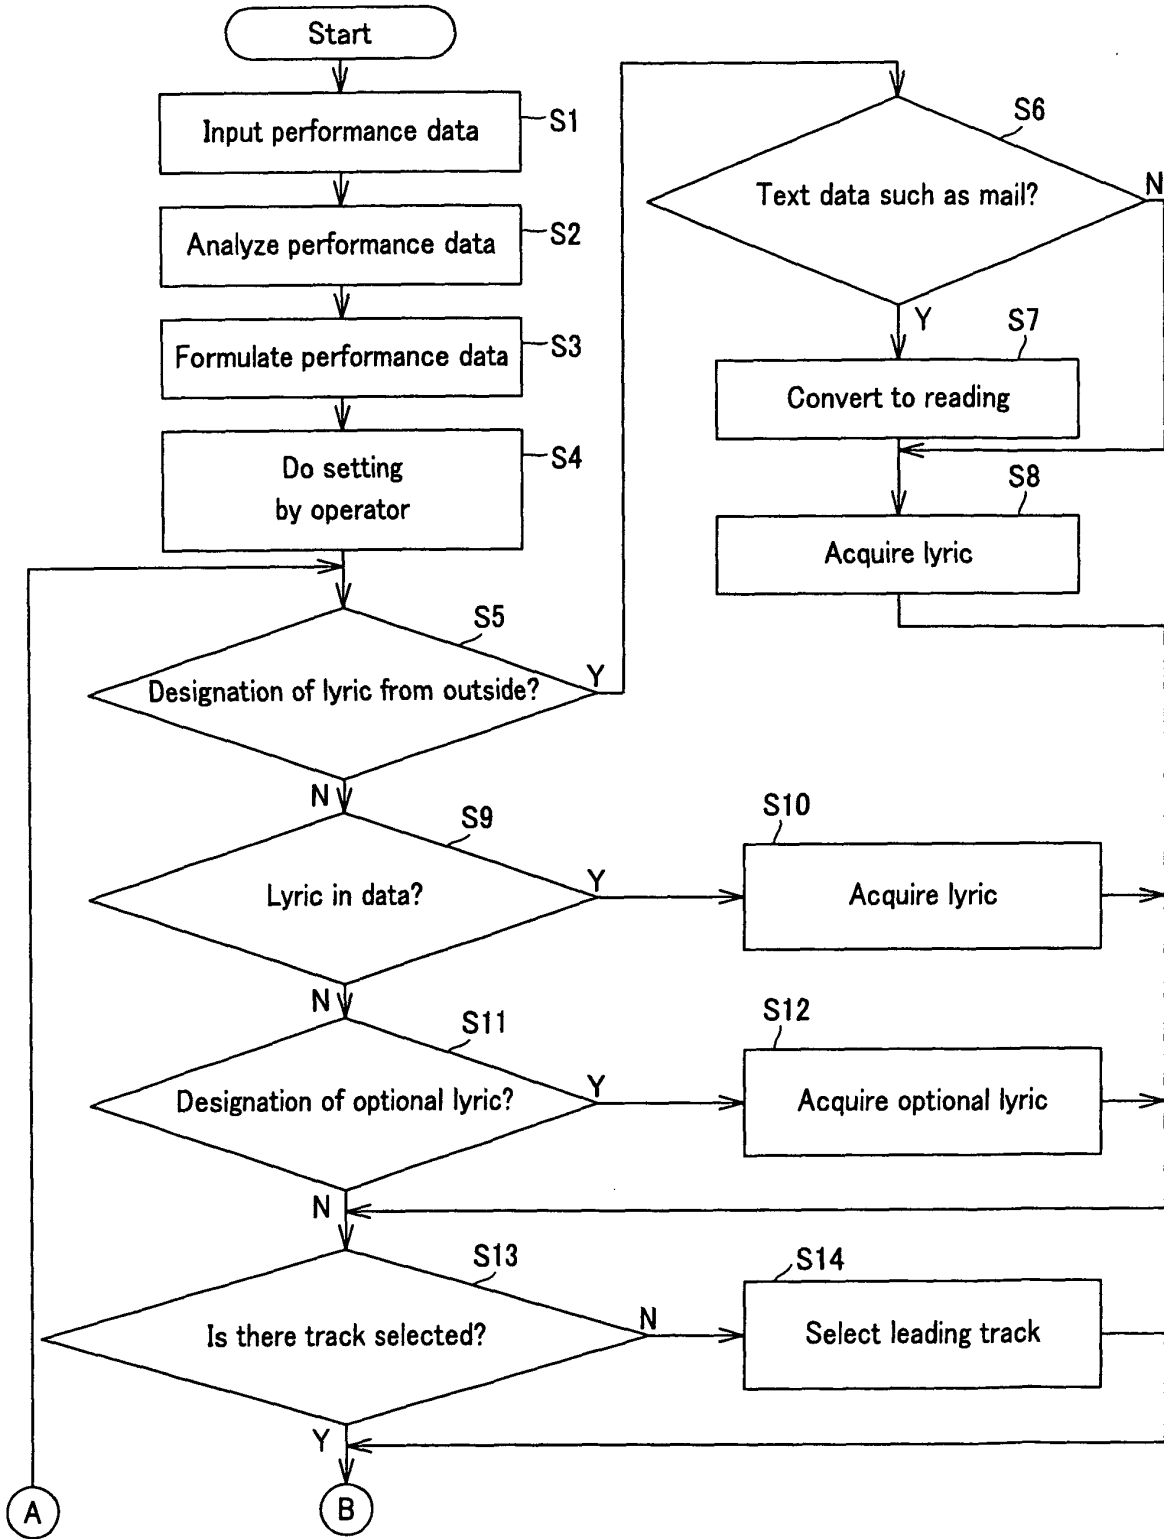 Start
Input performance data
S1
Analyze performance data
S2
Formulate performance data
S3
Do setting
by operator
S4
S5
Designation of lyric from outside?
Y
N
S6
Text data such as mail?
N
Y
S7
Convert to reading
S8
Acquire lyric
S9
Lyric in data?
Y
N
S10
Acquire lyric
S11
Designation of optional lyric?
Y
N
S12
Acquire optional lyric
S13
Is there track selected?
N
Y
S14
Select leading track
A
B